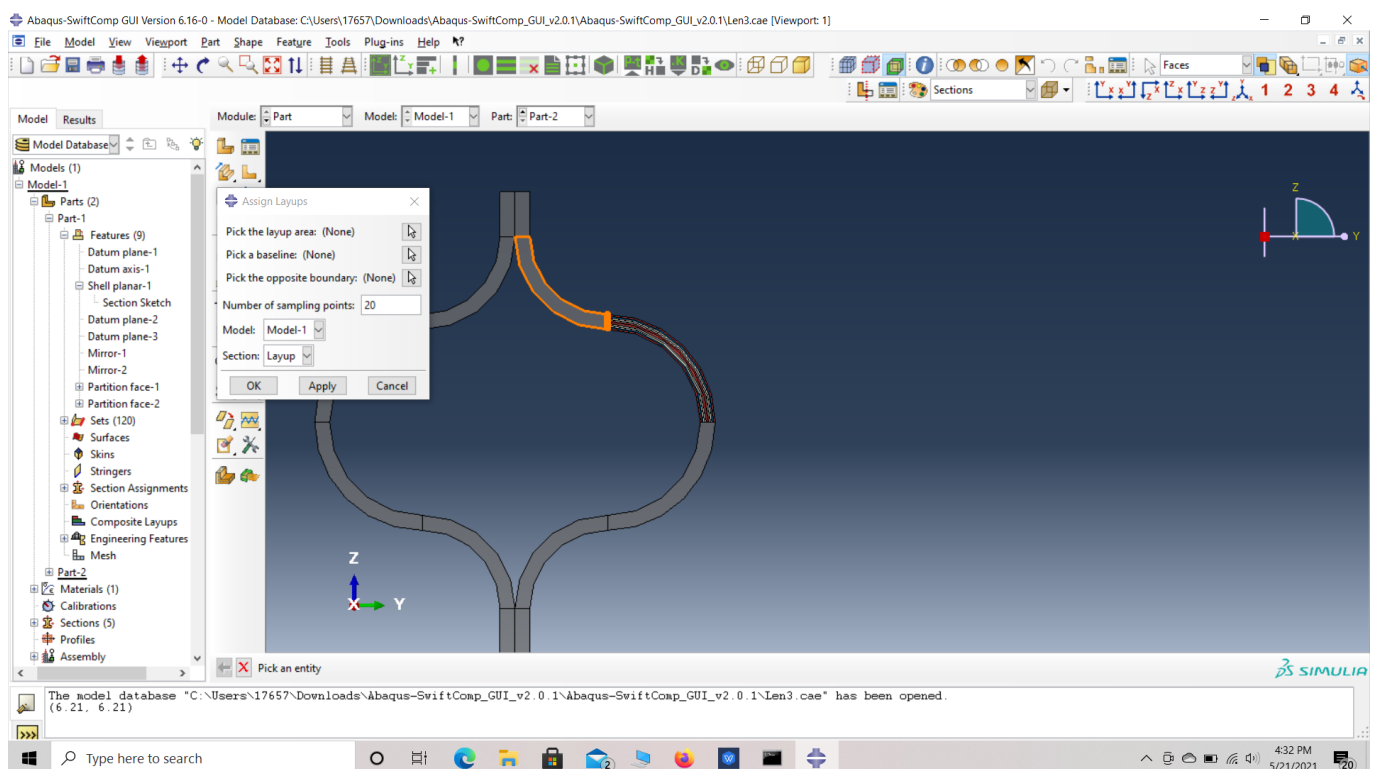 Abaqus-SwiftComp GUI Version 6.16-0 - Model Database: C:\Users\17657\Downloads\Abaqus-SwiftComp_GUI_v2.0.1\Abaqus-SwiftComp_GUI_v2.0.1\Len3.cae [Viewport: 1]
File Model View Viewport Part Shape Feature Tools Plug-ins Help
Faces
Sections
1 2 3 4
Model Results
Module: Part Model: Model-1 Part: Part-2
Model Database
Models (1)
Model-1
Parts (2)
Part-1
Features (9)
Datum plane-1
Datum axis-1
Shell planar-1
Section Sketch
Datum plane-2
Datum plane-3
Mirror-1
Mirror-2
Partition face-1
Partition face-2
Sets (120)
Surfaces
Skins
Stringers
Section Assignments
Orientations
Composite Layups
Engineering Features
Mesh
Part-2
Materials (1)
Calibrations
Sections (5)
Profiles
Assembly
Assign Layups
Pick the layup area: (None)
Pick a baseline: (None)
Pick the opposite boundary: (None)
Number of sampling points: 20
Model: Model-1
Section: Layup
OK Apply Cancel
Z
X Y
Z
X Y
Pick an entity
SIMULIA
The model database "C:\Users\17657\Downloads\Abaqus-SwiftComp_GUI_v2.0.1\Abaqus-SwiftComp_GUI_v2.0.1\Len3.cae" has been opened.
(6.21, 6.21)
>>>
Type here to search
4:32 PM
5/21/2021
20